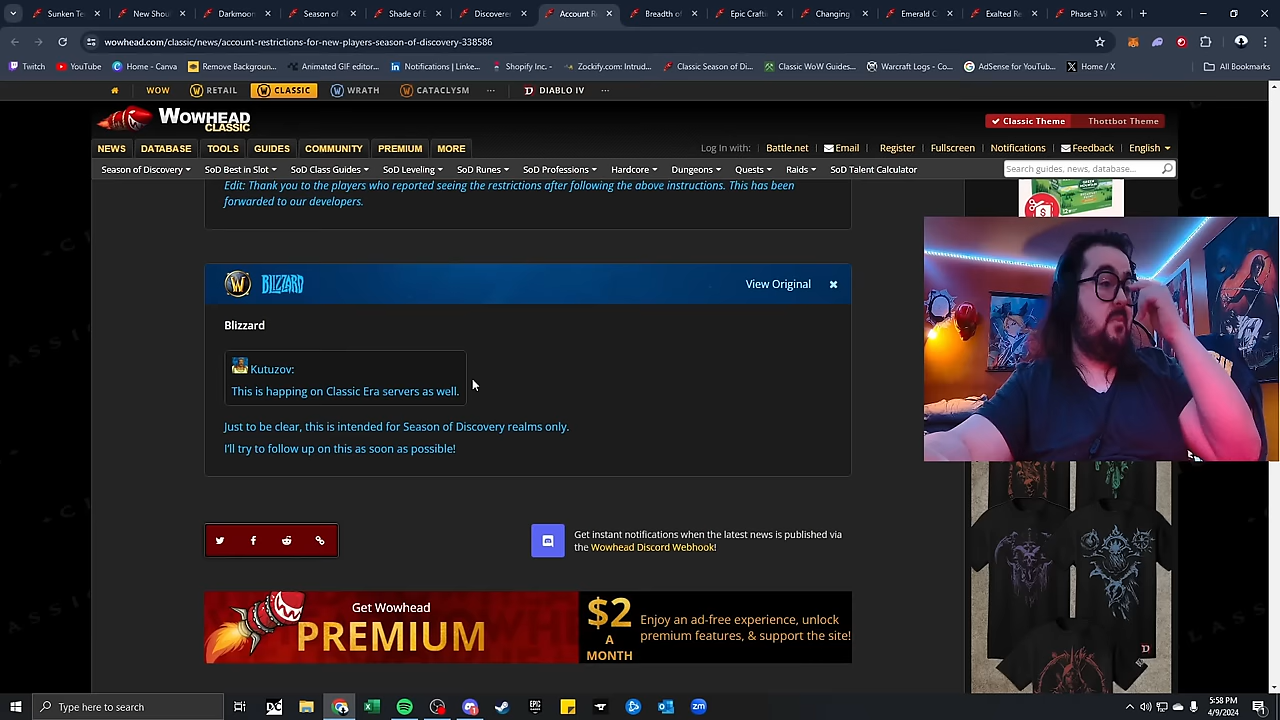 Sunken Te
New Shoul
Darkmoon
Season of
Shade of E
Discovere
Account R
Breadth of
Epic Craftin
Changing
Emerald C
Exalted Re
Phase 3 W
wowhead.com/classic/news/account-restrictions-for-new-players-season-of-discovery-338586
Twitch
YouTube
Home - Canva
Remove Backgroun...
Animated GIF editor...
Notifications | Linke...
Shopify Inc. -
Zockify.com: Intrud...
Classic Season of Di...
Classic WoW Guides...
Warcraft Logs - Co...
AdSense for YouTub...
Home / X
All Bookmarks
WOW
RETAIL
CLASSIC
WRATH
CATACLYSM
DIABLO IV
WOWHEAD
CLASSIC
Classic Theme
Thottbot Theme
NEWS
DATABASE
TOOLS
GUIDES
COMMUNITY
PREMIUM
MORE
Log In with:
Battle.net
Email
Register
Fullscreen
Notifications
Feedback
English
Season of Discovery
SoD Best in Slot
SoD Class Guides
SoD Leveling
SoD Runes
SoD Professions
Hardcore
Dungeons
Quests
Raids
SoD Talent Calculator
Search guides, news, database...
Edit: Thank you to the players who reported seeing the restrictions after following the above instructions. This has been
forwarded to our developers.
BLIZZARD
View Original
Blizzard
Kutuzov:
This is happing on Classic Era servers as well.
Just to be clear, this is intended for Season of Discovery realms only.
I'll try to follow up on this as soon as possible!
Get instant notifications when the latest news is published via
the Wowhead Discord Webhook!
Get Wowhead
PREMIUM
$2
A
MONTH
Enjoy an ad-free experience, unlock
premium features, & support the site!
Type here to search
5:58 PM
4/9/2024